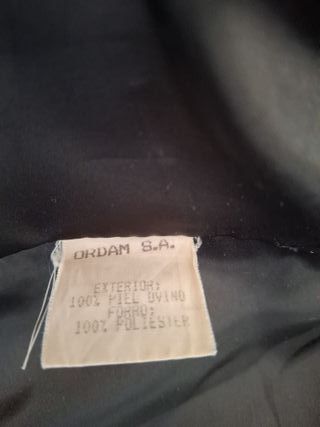 ORDAM S.A.
EXTERIOR;
100% PIEL OVINO
FORRO;
100% POLIESTER